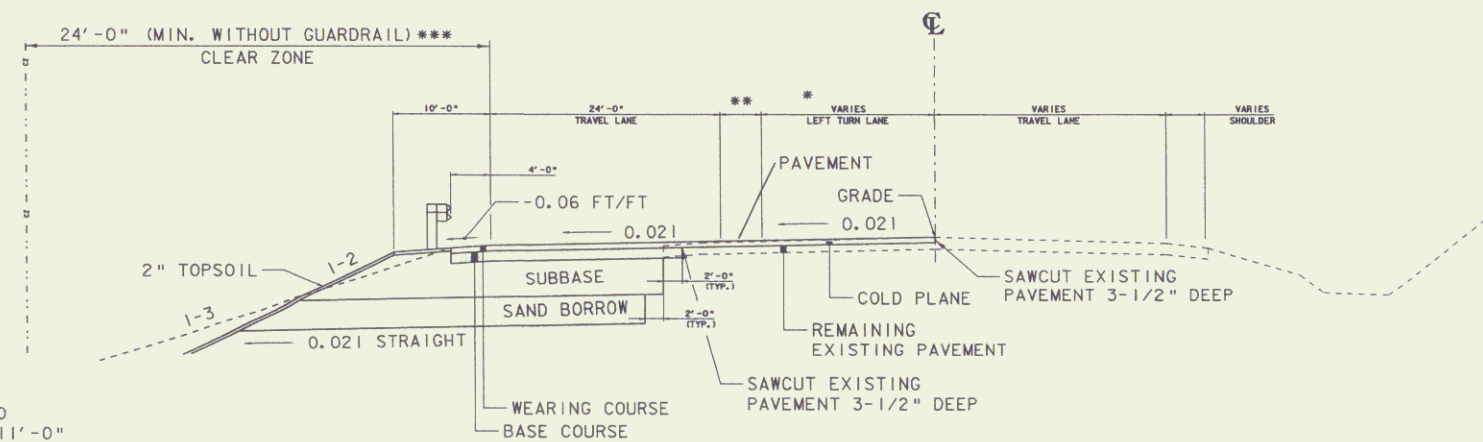 ℄
24'-0" (MIN. WITHOUT GUARDRAIL) ***
CLEAR ZONE
10'-0"
24'-0"
TRAVEL LANE
**
*
VARIES
LEFT TURN LANE
VARIES
TRAVEL LANE
VARIES
SHOULDER
4'-0"
PAVEMENT
-0.06 FT/FT
GRADE
0.021
0.021
2" TOPSOIL
1-2
SUBBASE
2'-0"
(TYP.)
COLD PLANE
SAWCUT EXISTING
PAVEMENT 3-1/2" DEEP
1-3
SAND BORROW
2'-0"
(TYP.)
REMAINING
EXISTING PAVEMENT
0.021 STRAIGHT
SAWCUT EXISTING
PAVEMENT 3-1/2" DEEP
WEARING COURSE
BASE COURSE
11'-0"